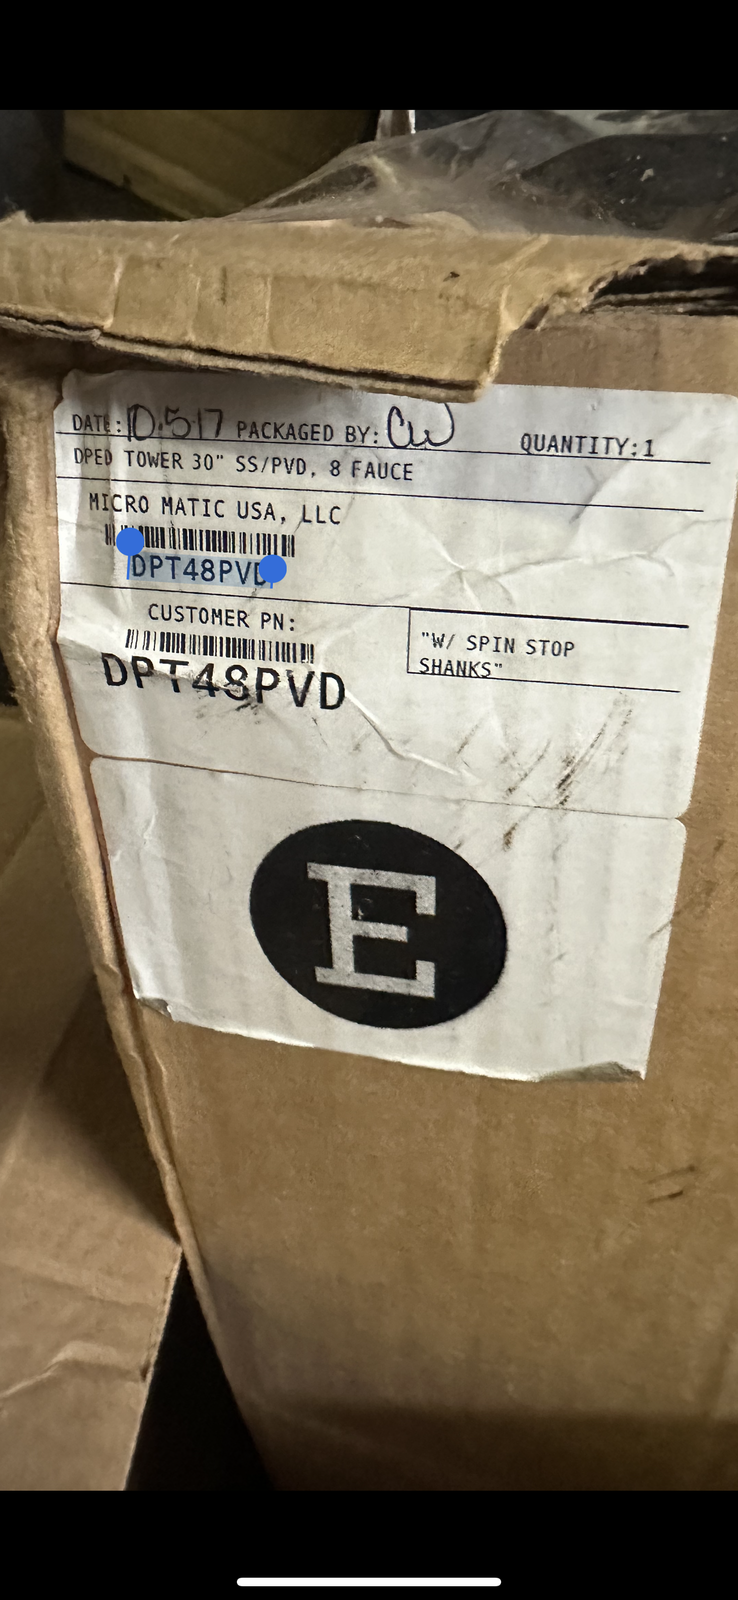 DATE: 10.5.17 PACKAGED BY: CW QUANTITY:1
DPED TOWER 30" SS/PVD, 8 FAUCE
MICRO MATIC USA, LLC
DPT48PVD
CUSTOMER PN:
DPT48PVD
"W/ SPIN STOP
SHANKS"
E